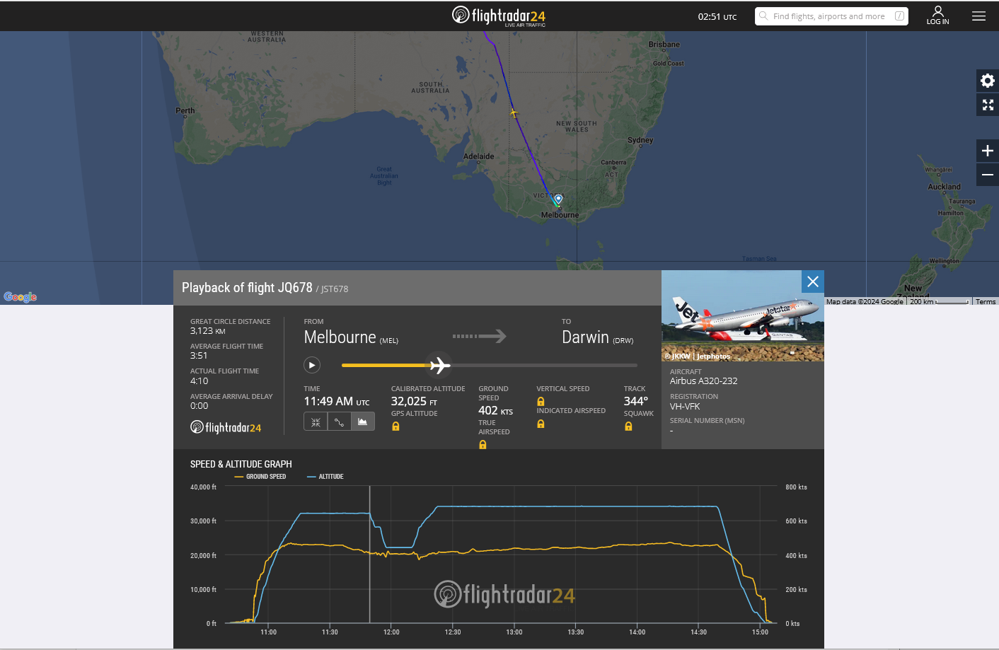 flightradar24
LIVE AIR TRAFFIC
02:51 UTC
Find flights, airports and more /
LOG IN
WESTERN
AUSTRALIA
SOUTH
AUSTRALIA
Brisbane
Gold Coast
Perth
NEW SOUTH
WALES
Sydney
Adelaide
Canberra
ACT
Great
Australian
Bight
VICTORIA
Melbourne
Whangārei
Auckland
Tauranga
Hamilton
Tasman Sea
Wellington
New
Zealand
Google
Map data ©2024 Google
200 km
Terms
Playback of flight JQ678 / JST678
GREAT CIRCLE DISTANCE
3,123 KM
AVERAGE FLIGHT TIME
3:51
ACTUAL FLIGHT TIME
4:10
AVERAGE ARRIVAL DELAY
0:00
flightradar24
FROM
Melbourne (MEL)
TO
Darwin (DRW)
TIME
11:49 AM UTC
CALIBRATED ALTITUDE
32,025 FT
GPS ALTITUDE
GROUND
SPEED
402 KTS
TRUE
AIRSPEED
VERTICAL SPEED
INDICATED AIRSPEED
TRACK
344°
SQUAWK
Jet
Jetstar
QANTAS
© JKKW | Jetphotos
AIRCRAFT
Airbus A320-232
REGISTRATION
VH-VFK
SERIAL NUMBER (MSN)
-
SPEED & ALTITUDE GRAPH
GROUND SPEED
ALTITUDE
40,000 ft
30,000 ft
20,000 ft
10,000 ft
0 ft
800 kts
600 kts
400 kts
200 kts
0 kts
flightradar24
11:00
11:30
12:00
12:30
13:00
13:30
14:00
14:30
15:00